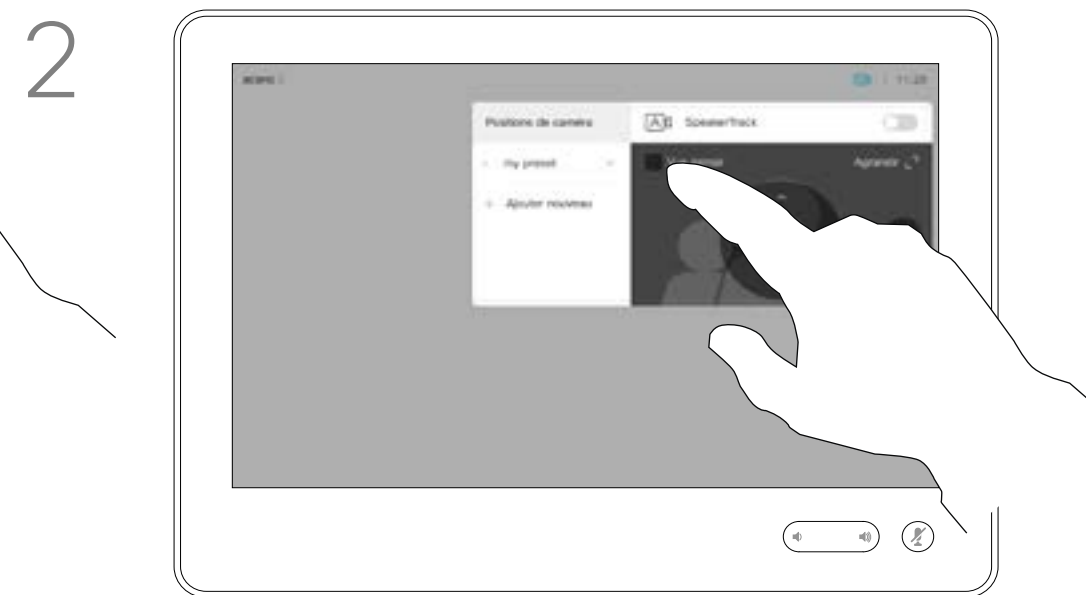 2
11:28
Positions de caméra
SpeakerTrack
my preset
Agrandir
Ajouter nouveau